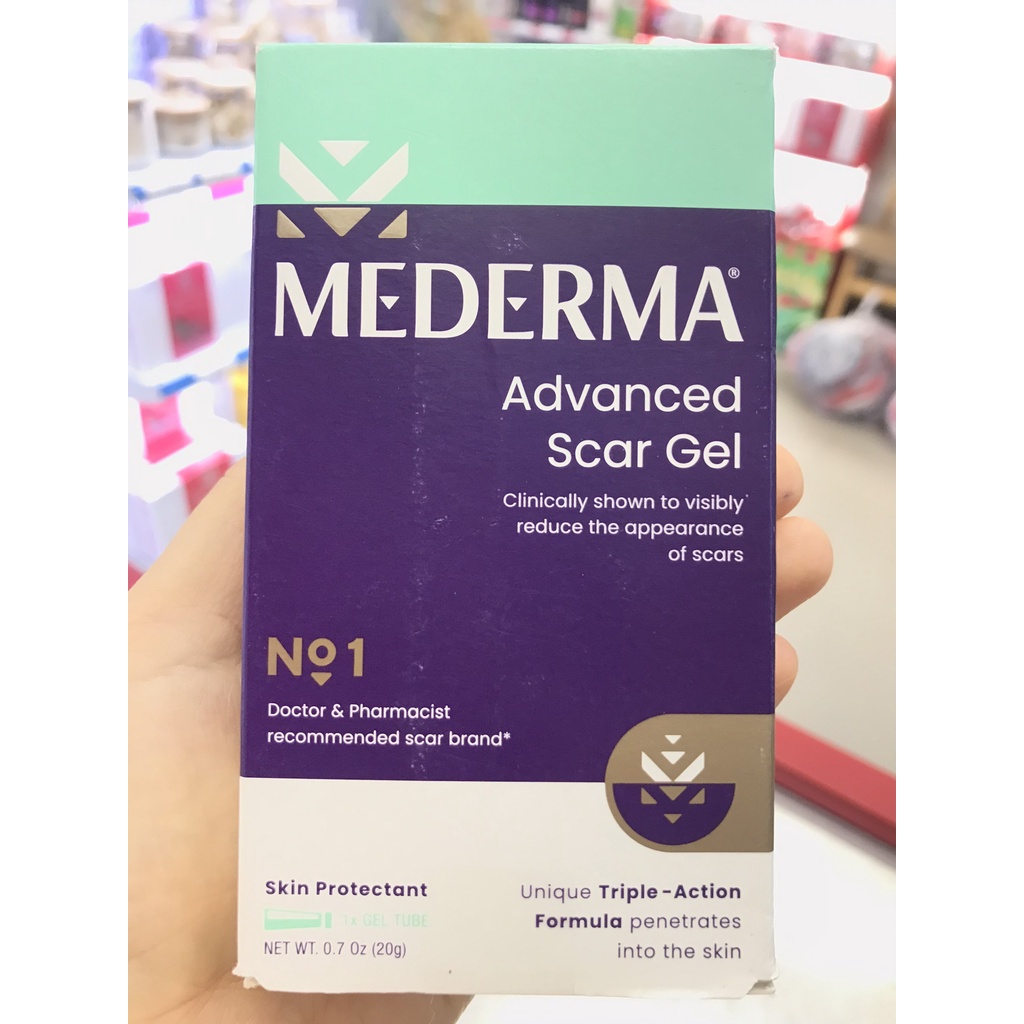 MEDERMA®
Advanced
Scar Gel
Clinically shown to visibly
reduce the appearance
of scars
No1
Doctor & Pharmacist
recommended scar brand*
Skin Protectant
1x GEL TUBE
NET WT. 0.7 Oz (20g)
Unique Triple-Action
Formula penetrates
into the skin